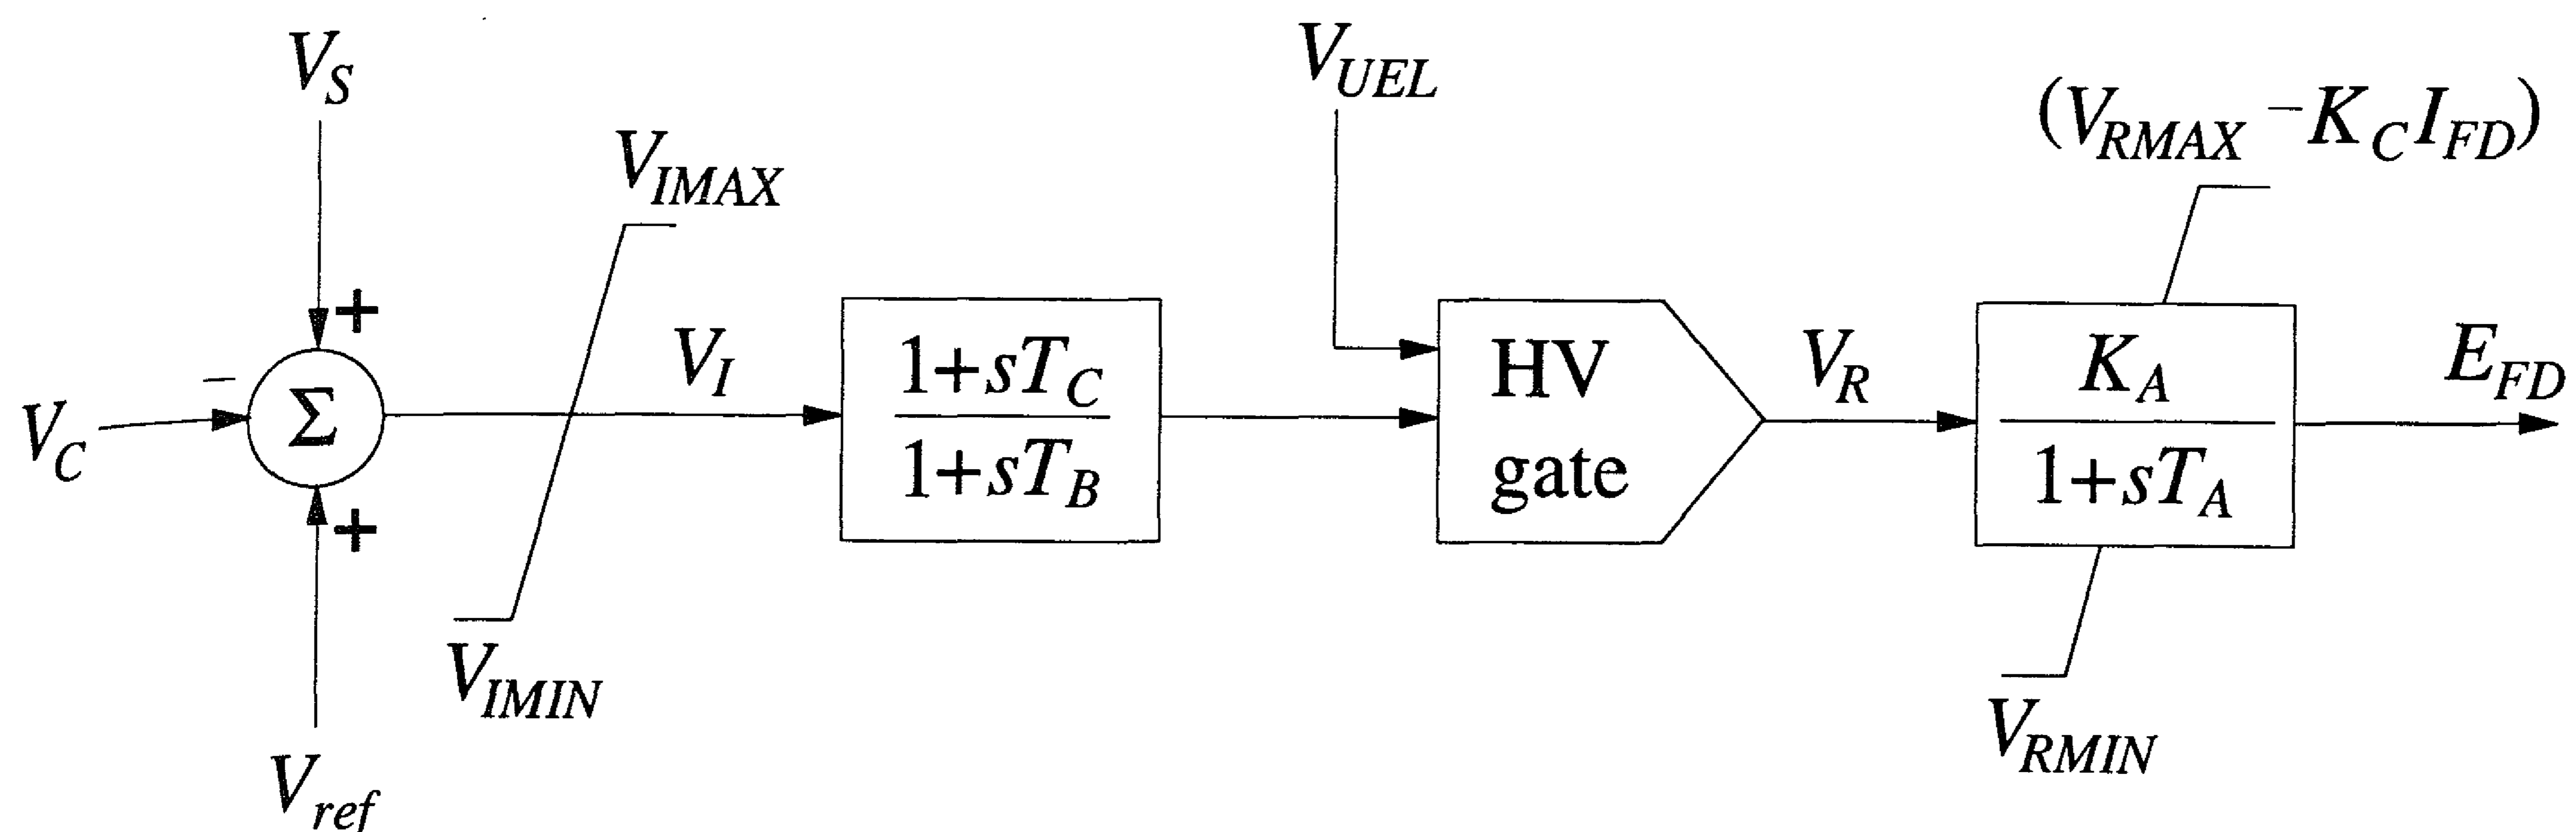 V_S
V_UEL
(V_RMAX - K_C I_FD)
V_IMAX
+
V_I
1+sT_C
1+sT_B
HV
gate
V_R
K_A
1+sT_A
E_FD
-
Σ
V_C
+
V_IMIN
V_RMIN
V_ref